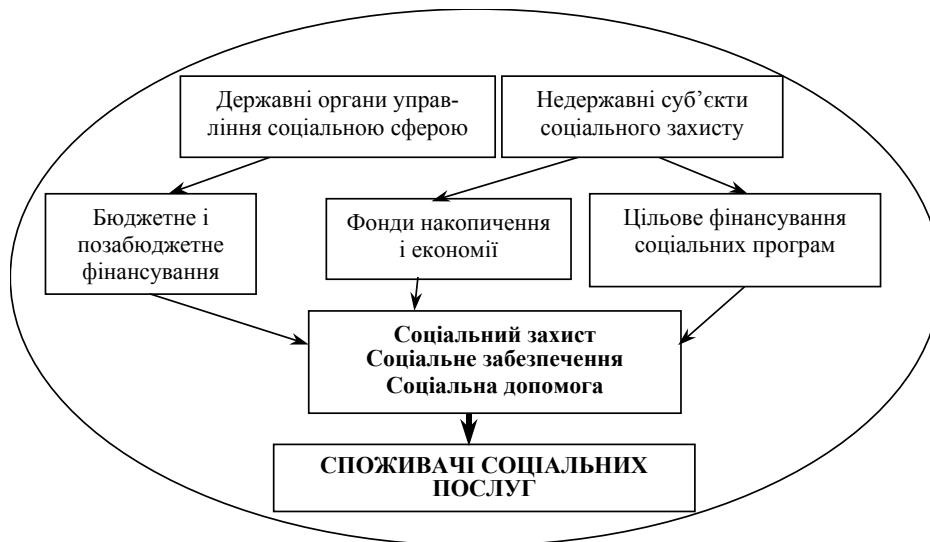 Державні органи управ-
ління соціальною сферою
Недержавні суб’єкти
соціального захисту
Бюджетне і
позабюджетне
фінансування
Фонди накопичення
і економії
Цільове фінансування
соціальних програм
Соціальний захист
Соціальне забезпечення
Соціальна допомога
СПОЖИВАЧІ СОЦІАЛЬНИХ
ПОСЛУГ